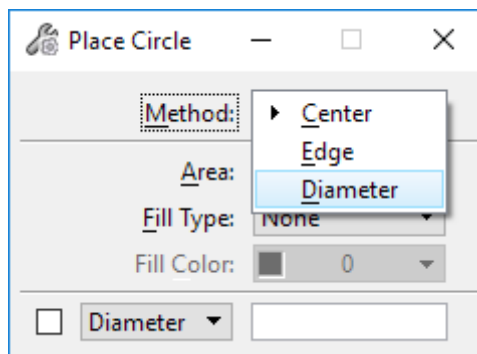 Place Circle
Method:
Center
Edge
Diameter
Area:
Fill Type: None
Fill Color: 0
Diameter